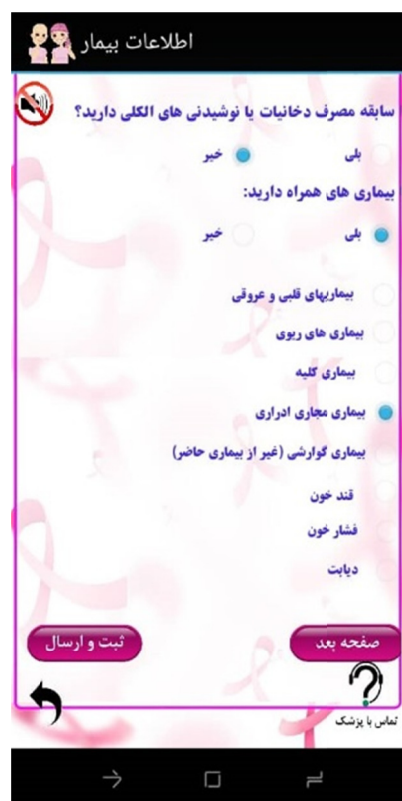 اطلاعات بیمار
سابقه مصرف دخانیات یا نوشیدنی های الکلی دارید؟
بلی خیر
بیماری های همراه دارید:
بلی خیر
بیماریهای قلبی و عروقی
بیماری های ریوی
بیماری کلیه
بیماری مجاری ادراری
بیماری گوارشی (غیر از بیماری حاضر)
قند خون
فشار خون
دیابت
صفحه بعد ثبت و ارسال
تماس با پزشک